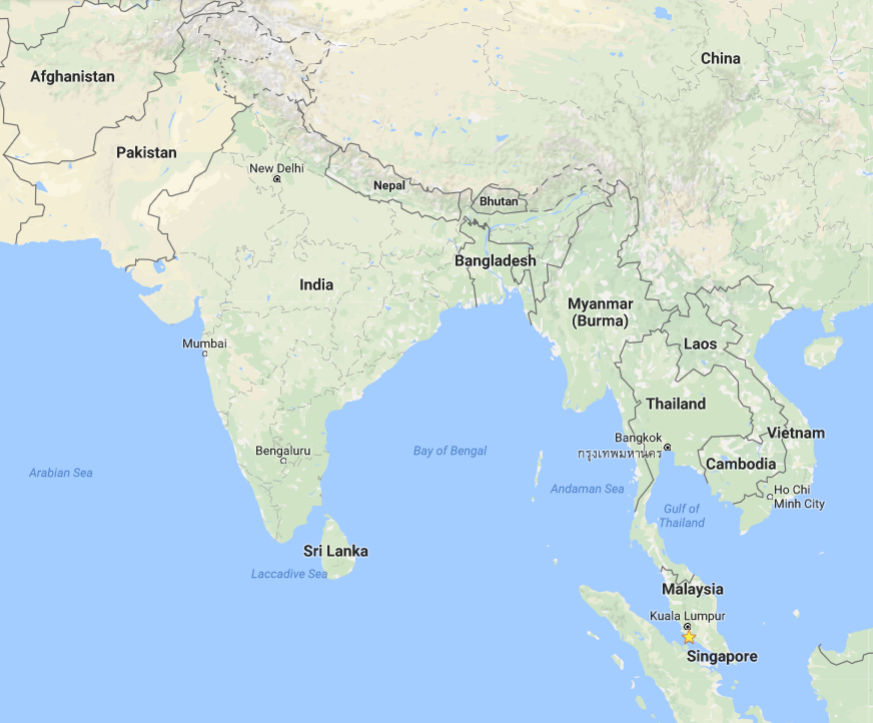 China
Afghanistan
Pakistan
New Delhi
Nepal
Bhutan
Bangladesh
India
Myanmar
(Burma)
Mumbai
Laos
Thailand
Vietnam
Bangkok
กรุงเทพมหานคร
Bengaluru
Bay of Bengal
Cambodia
Arabian Sea
Andaman Sea
Ho Chi
Minh City
Gulf of
Thailand
Sri Lanka
Laccadive Sea
Malaysia
Kuala Lumpur
Singapore